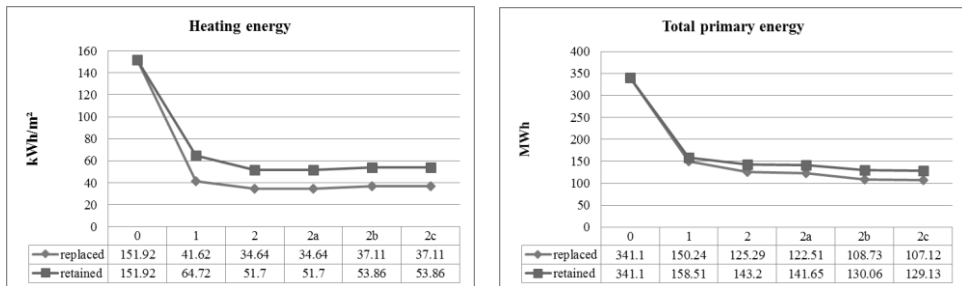 Heating energy
160
140
120
100
80
60
40
20
0
kWh/m²
0 1 2 2a 2b 2c
replaced 151.92 41.62 34.64 34.64 37.11 37.11
retained 151.92 64.72 51.7 51.7 53.86 53.86
Total primary energy
400
350
300
250
200
150
100
50
0
MWh
0 1 2 2a 2b 2c
replaced 341.1 150.24 125.29 122.51 108.73 107.12
retained 341.1 158.51 143.2 141.65 130.06 129.13